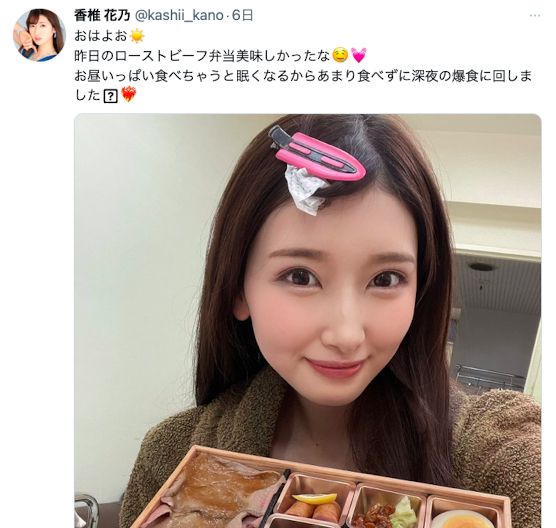 香椎 花乃 @kashii_kano·6日
おはよお☀️
昨日のローストビーフ弁当美味しかったな🤤💓
お昼いっぱい食べちゃうと眠くなるからあまり食べずに深夜の爆食に回しま
した🍽❤️‍🔥